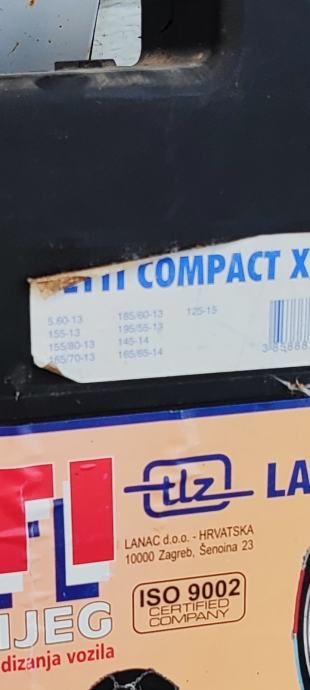 COMPACT X
5.60-13 185/60-13 125-15
155-13 195/55-13
155/80-13 145-14
165/70-13 165/65-14
tlz
LA
LANAC d.o.o. - HRVATSKA
10000 Zagreb, Šenoina 23
ISO 9002
CERTIFIED
COMPANY
TI
IJEG
dizanja vozila